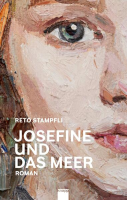 RETO STAMPFLI
JOSEFINE
UND
DAS MEER
ROMAN